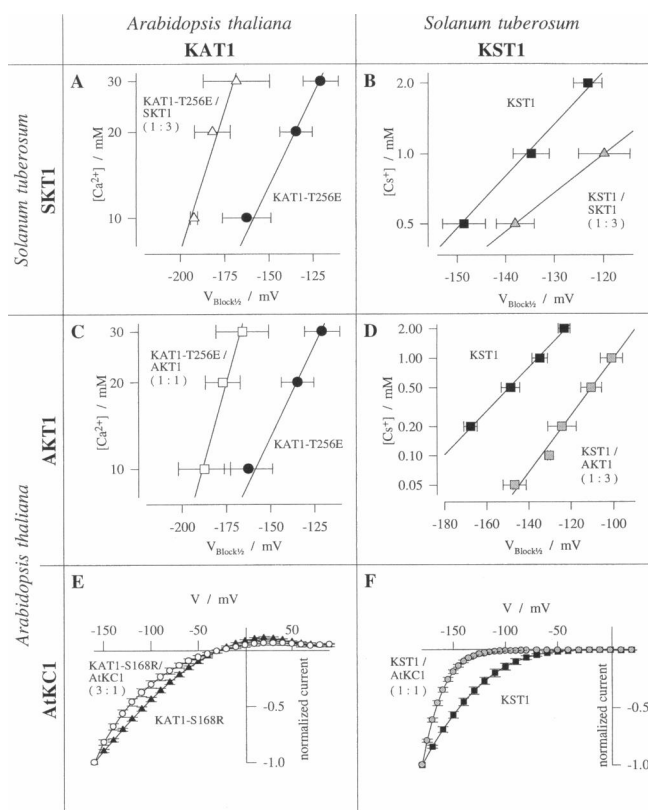 Arabidopsis thaliana
KAT1
Solanum tuberosum
KST1
Solanum tuberosum
SKT1
A
30
20
10
[Ca²⁺] / mM
KAT1-T256E /
SKT1
(1 : 3)
KAT1-T256E
-200
-175
-150
-125
V Block½ / mV
B
2.0
1.0
0.5
[Cs⁺] / mM
KST1
KST1 /
SKT1
(1 : 3)
-150
-140
-130
-120
V Block½ / mV
Arabidopsis thaliana
AKT1
C
30
20
10
[Ca²⁺] / mM
KAT1-T256E /
AKT1
(1 : 1)
KAT1-T256E
-200
-175
-150
-125
V Block½ / mV
D
2.00
1.00
0.50
0.20
0.10
0.05
[Cs⁺] / mM
KST1
KST1 /
AKT1
(1 : 3)
-180
-160
-140
-120
-100
V Block½ / mV
AtKC1
E
V / mV
-150
-100
-50
50
KAT1-S168R/
AtKC1
(3 : 1)
KAT1-S168R
normalized current
-0.5
-1.0
F
V / mV
-150
-100
-50
KST1 /
AtKC1
(1 : 1)
KST1
normalized current
-0.5
-1.0